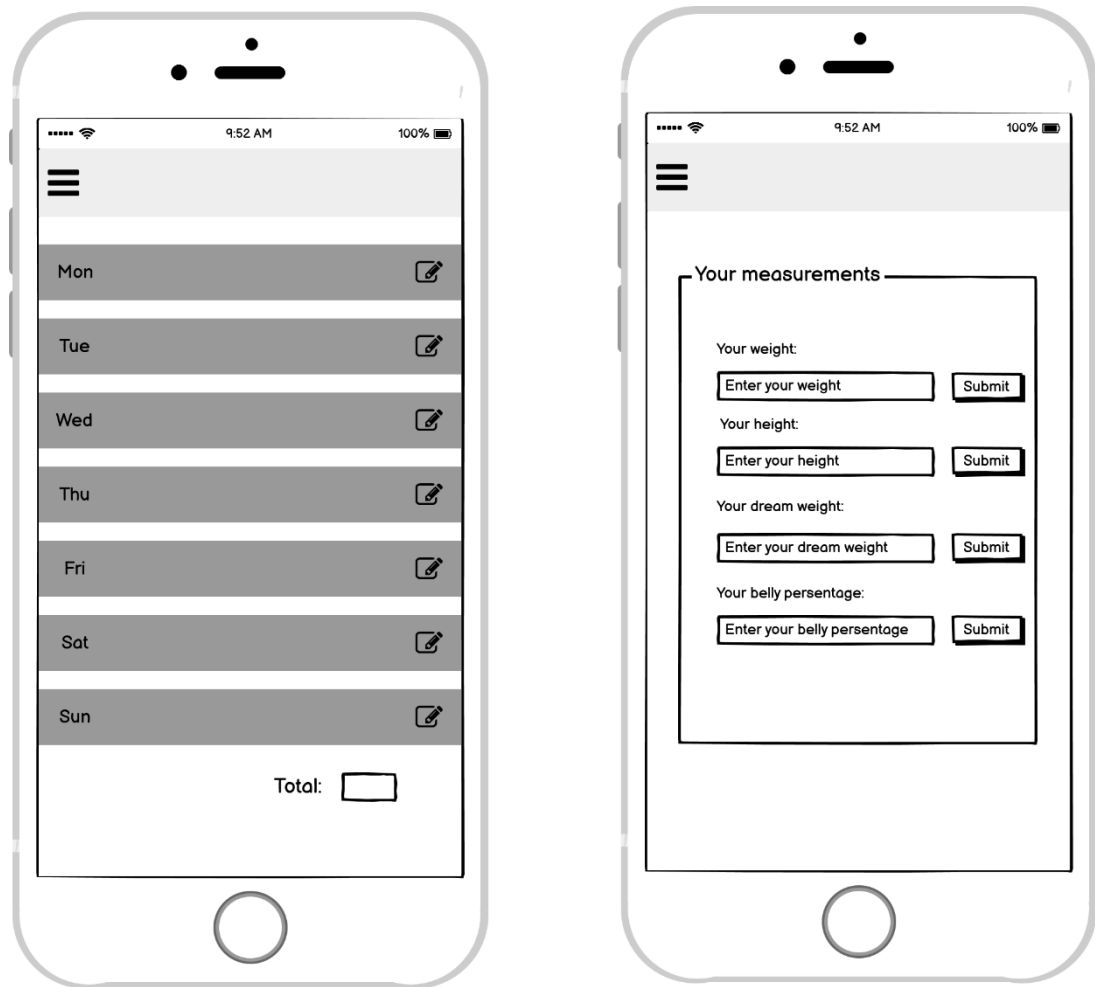 9:52 AM 100%
Mon
Tue
Wed
Thu
Fri
Sat
Sun
Total:
9:52 AM 100%
Your measurements
Your weight:
Enter your weight Submit
Your height:
Enter your height Submit
Your dream weight:
Enter your dream weight Submit
Your belly persentage:
Enter your belly persentage Submit